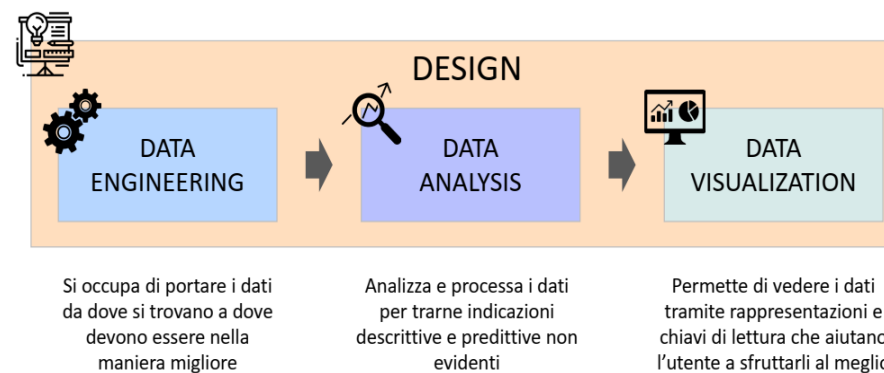 DESIGN
DATA
ENGINEERING
DATA
ANALYSIS
DATA
VISUALIZATION
Si occupa di portare i dati
da dove si trovano a dove
devono essere nella
maniera migliore
Analizza e processa i dati
per trarne indicazioni
descrittive e predittive non
evidenti
Permette di vedere i dati
tramite rappresentazioni e
chiavi di lettura che aiutano
l'utente a sfruttarli al meglio